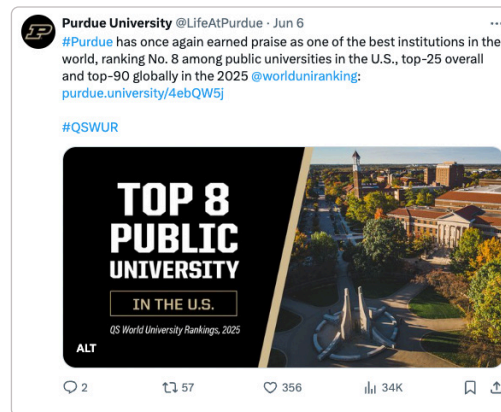 Purdue University @LifeAtPurdue · Jun 6
#Purdue has once again earned praise as one of the best institutions in the
world, ranking No. 8 among public universities in the U.S., top-25 overall
and top-90 globally in the 2025 @worlduniranking:
purdue.university/4ebQW5j
#QSWUR
TOP 8
PUBLIC
UNIVERSITY
IN THE U.S.
QS World University Rankings, 2025
ALT
2 57 356 34K